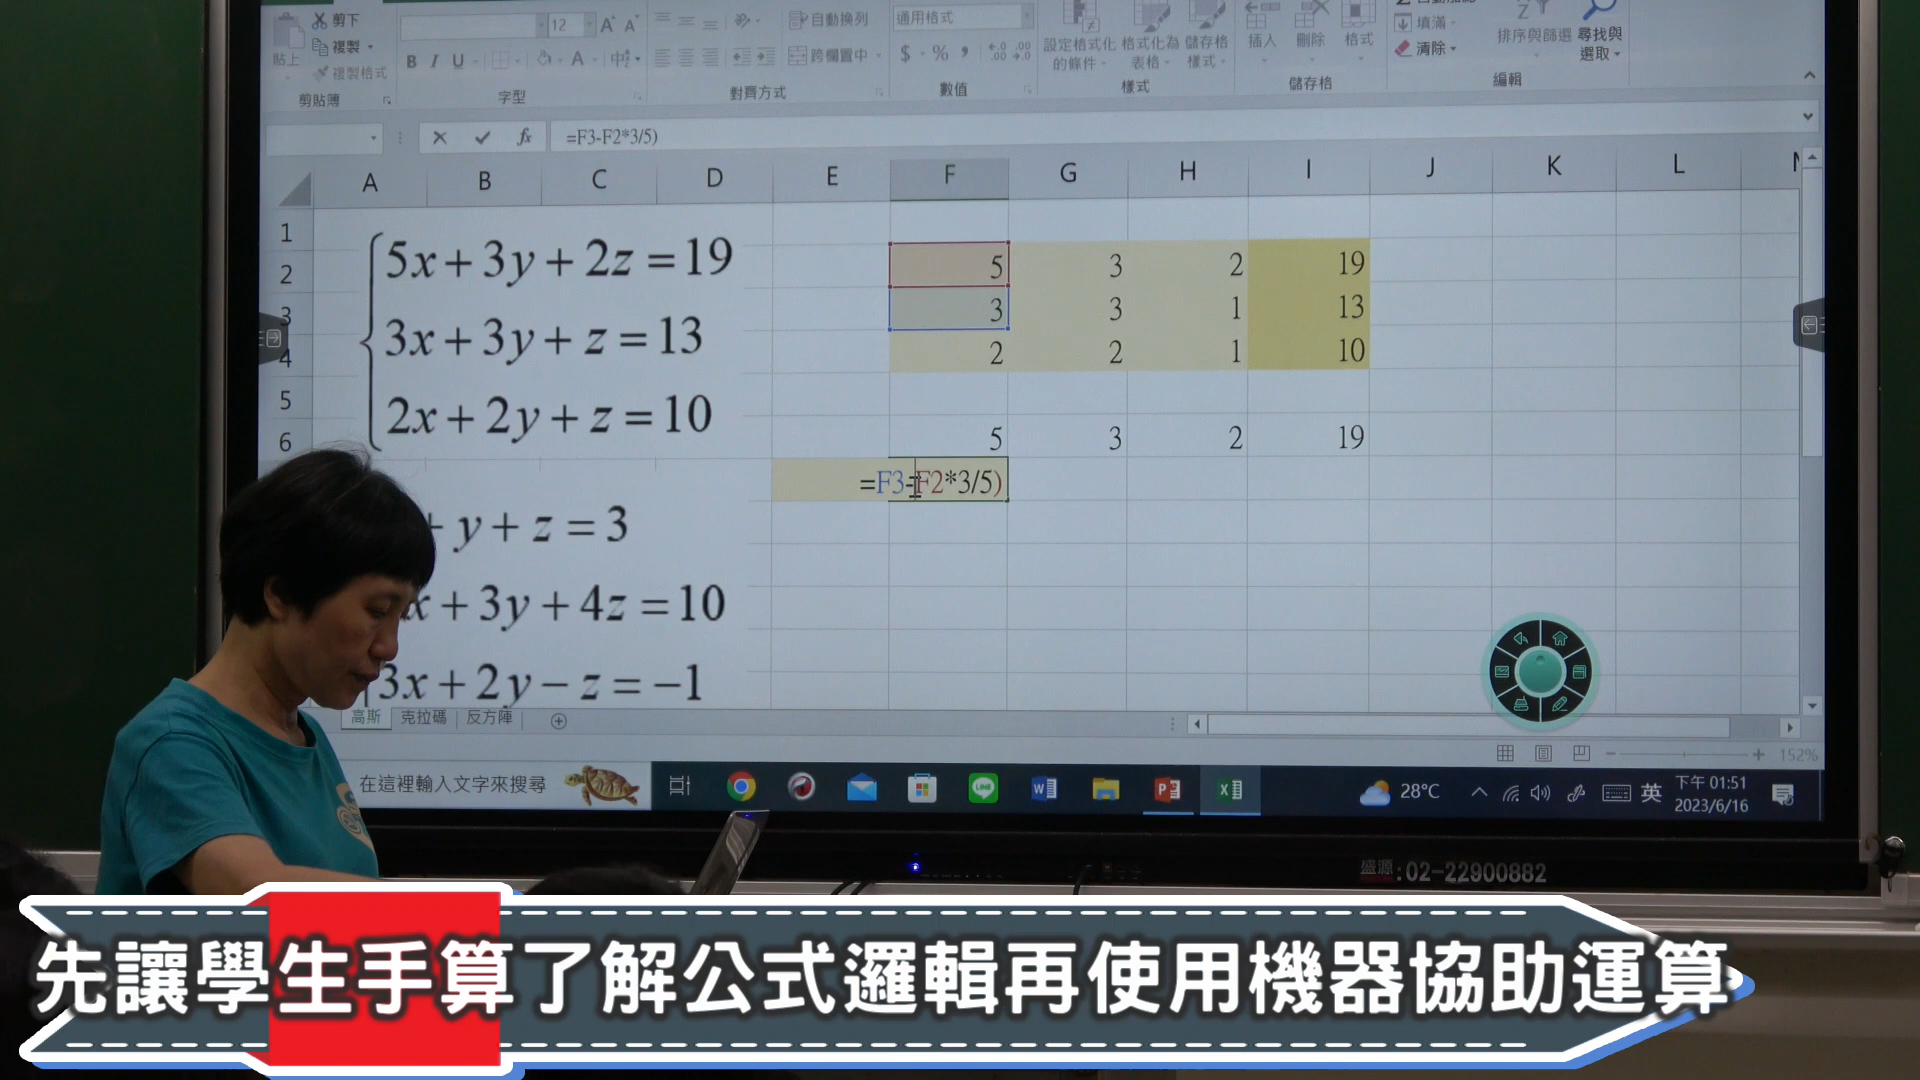 剪下
複製
複製格式
貼上
剪貼簿
12
B I U
字型
自動換列
跨欄置中
對齊方式
通用格式
$ % ,
數值
設定格式化的條件
格式化為表格
儲存格樣式
樣式
插入
刪除
格式
儲存格
填滿
清除
排序與篩選
尋找與選取
編輯
fx =F3-F2*3/5)
A B C D E F G H I J K L
1
2
3
4
5
6
5x+3y+2z=19
3x+3y+z=13
2x+2y+z=10
5 3 2 19
3 3 1 13
2 2 1 10
5 3 2 19
=F3-F2*3/5)
+y+z=3
x+3y+4z=10
3x+2y−z=−1
高斯 克拉碼 反方陣
152%
在這裡輸入文字來搜尋
28°C
英
下午 01:51
2023/6/16
盛源:02-22900882
先讓學生手算了解公式邏輯再使用機器協助運算